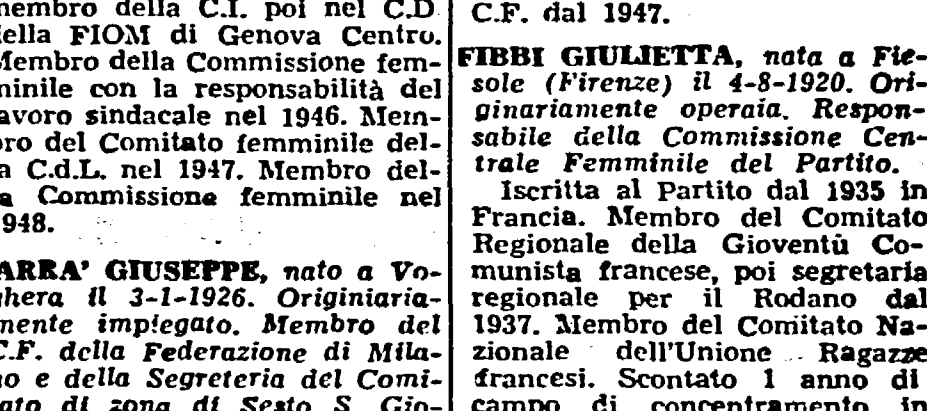 membro della C.I. poi nel C.D.
della FIOM di Genova Centro.
Membro della Commissione fem-
minile con la responsabilità del
lavoro sindacale nel 1946. Mem-
bro del Comitato femminile del-
la C.d.L. nel 1947. Membro del-
la Commissione femminile nel
1948.
ARRA' GIUSEPPE, nato a Vo-
ghera il 3-1-1926. Originiaria-
mente impiegato. Membro del
C.F. della Federazione di Mila-
no e della Segreteria del Comi-
tato di zona di Sesto S. Gio-
C.F. dal 1947.
FIBBI GIULIETTA, nata a Fie-
sole (Firenze) il 4-8-1920. Ori-
ginariamente operaia. Respon-
sabile della Commissione Cen-
trale Femminile del Partito.
Iscritta al Partito dal 1935 in
Francia. Membro del Comitato
Regionale della Gioventù Co-
munista francese, poi segretaria
regionale per il Rodano dal
1937. Membro del Comitato Na-
zionale dell'Unione Ragazze
francesi. Scontato 1 anno di
campo di concentramento in